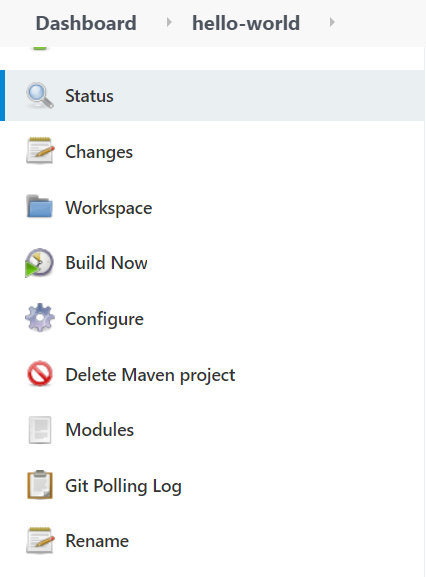 Dashboard hello-world
Status
Changes
Workspace
Build Now
Configure
Delete Maven project
Modules
Git Polling Log
Rename